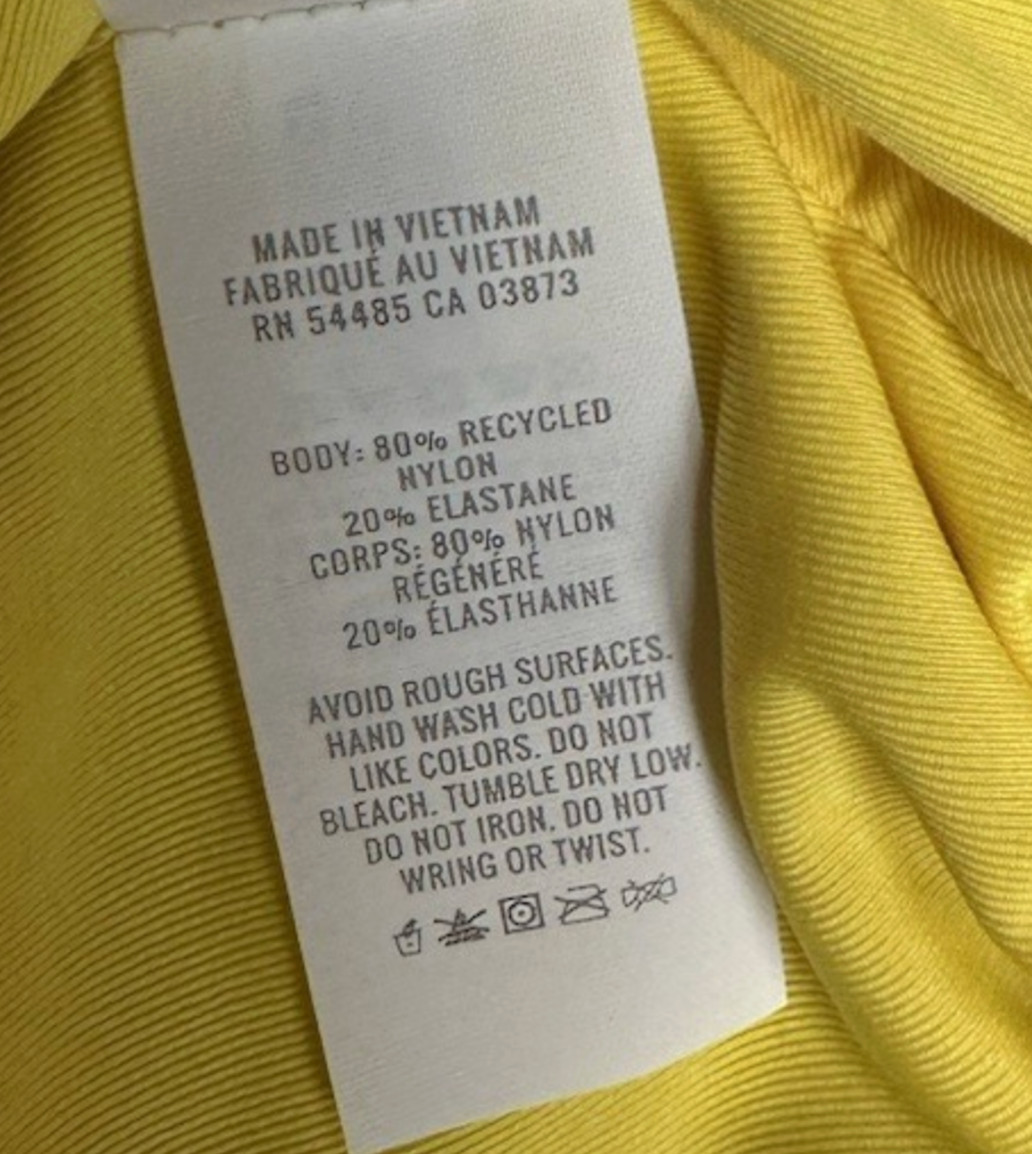 MADE IN VIETNAM
FABRIQUÉ AU VIETNAM
RN 54485 CA 03873
BODY: 80% RECYCLED
NYLON
20% ELASTANE
CORPS: 80% NYLON
RÉGÉNÉRÉ
20% ÉLASTHANNE
AVOID ROUGH SURFACES.
HAND WASH COLD WITH
LIKE COLORS. DO NOT
BLEACH. TUMBLE DRY LOW.
DO NOT IRON. DO NOT
WRING OR TWIST.